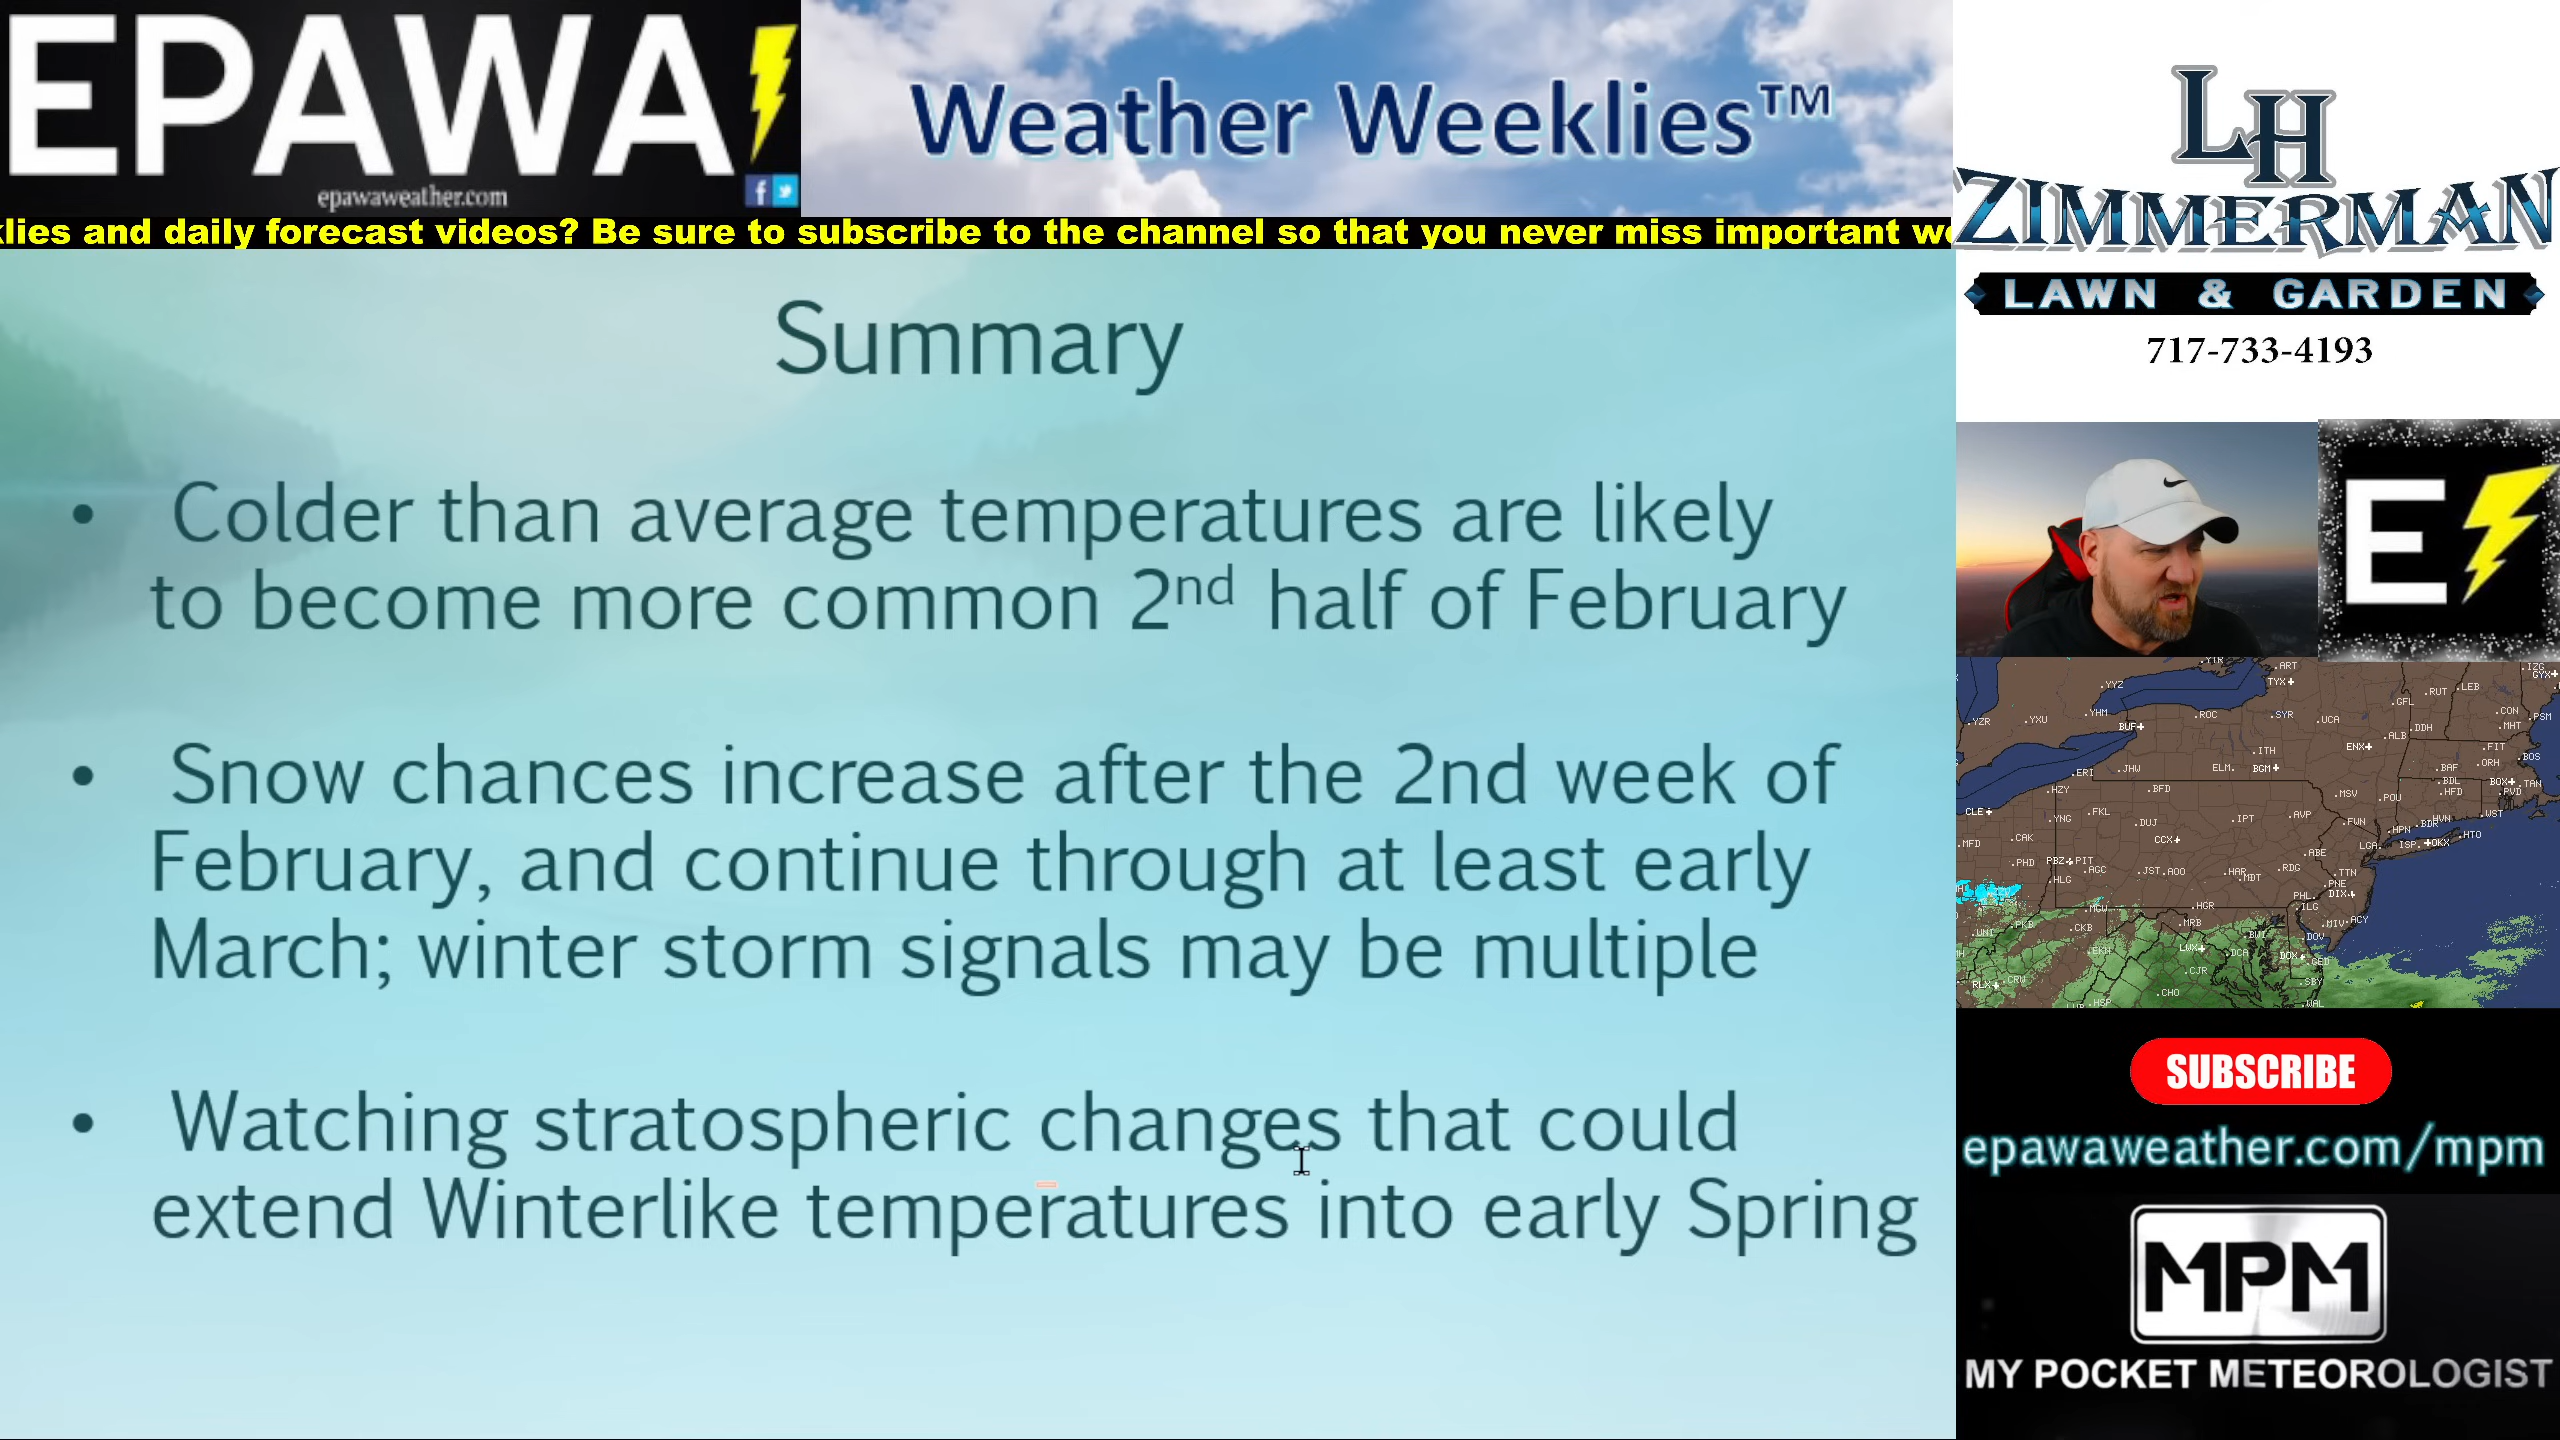 EPAWA
epawaweather.com
Weather Weeklies™
LH
ZIMMERMAN
LAWN & GARDEN
717-733-4193
lies and daily forecast videos? Be sure to subscribe to the channel so that you never miss important
Summary
• Colder than average temperatures are likely
to become more common 2nd half of February
• Snow chances increase after the 2nd week of
February, and continue through at least early
March; winter storm signals may be multiple
• Watching stratospheric changes that could
extend Winterlike temperatures into early Spring
E
SUBSCRIBE
epawaweather.com/mpm
MPM
MY POCKET METEOROLOGIST